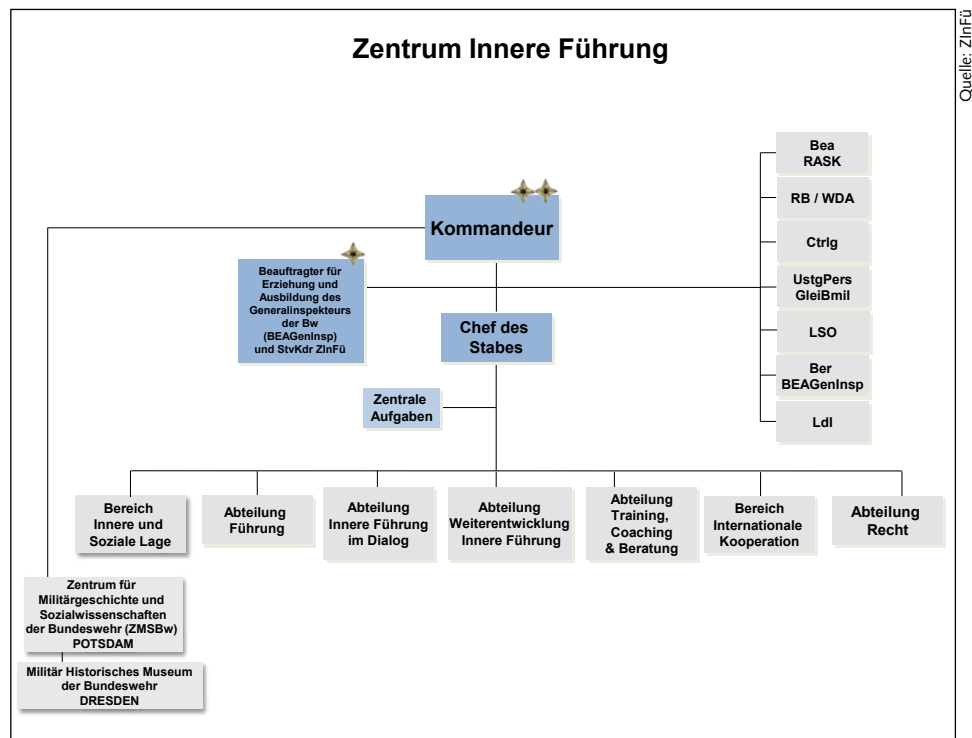 Zentrum Innere Führung
Quelle: ZInFü
Kommandeur
Beauftragter für
Erziehung und
Ausbildung des
Generalinspekteurs
der Bw
(BEAGenInsp)
und StvKdr ZInFü
Chef des
Stabes
Zentrale
Aufgaben
Bea
RASK
RB / WDA
Ctrlg
UstgPers
GleiBmil
LSO
Ber
BEAGenInsp
LdI
Bereich
Innere und
Soziale Lage
Abteilung
Führung
Abteilung
Innere Führung
im Dialog
Abteilung
Weiterentwicklung
Innere Führung
Abteilung
Training,
Coaching
& Beratung
Bereich
Internationale
Kooperation
Abteilung
Recht
Zentrum für
Militärgeschichte und
Sozialwissenschaften
der Bundeswehr (ZMSBw)
POTSDAM
Militär Historisches Museum
der Bundeswehr
DRESDEN